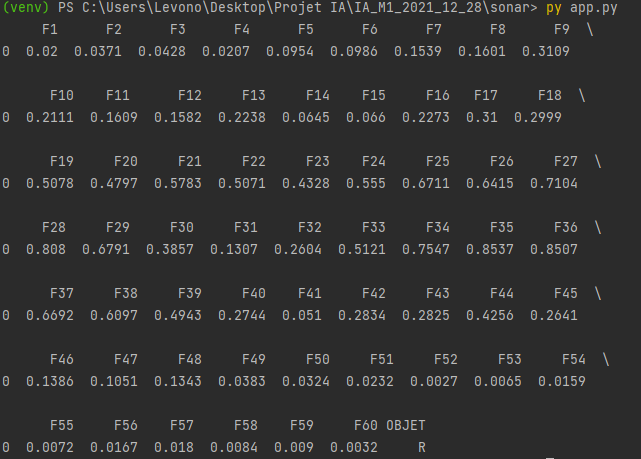 (venv) PS C:\Users\Levono\Desktop\Projet IA\IA_M1_2021_12_28\sonar> py app.py
F1 F2 F3 F4 F5 F6 F7 F8 F9 \
0 0.02 0.0371 0.0428 0.0207 0.0954 0.0986 0.1539 0.1601 0.3109
F10 F11 F12 F13 F14 F15 F16 F17 F18 \
0 0.2111 0.1609 0.1582 0.2238 0.0645 0.066 0.2273 0.31 0.2999
F19 F20 F21 F22 F23 F24 F25 F26 F27 \
0 0.5078 0.4797 0.5783 0.5071 0.4328 0.555 0.6711 0.6415 0.7104
F28 F29 F30 F31 F32 F33 F34 F35 F36 \
0 0.808 0.6791 0.3857 0.1307 0.2604 0.5121 0.7547 0.8537 0.8507
F37 F38 F39 F40 F41 F42 F43 F44 F45 \
0 0.6692 0.6097 0.4943 0.2744 0.051 0.2834 0.2825 0.4256 0.2641
F46 F47 F48 F49 F50 F51 F52 F53 F54 \
0 0.1386 0.1051 0.1343 0.0383 0.0324 0.0232 0.0027 0.0065 0.0159
F55 F56 F57 F58 F59 F60 OBJET
0 0.0072 0.0167 0.018 0.0084 0.009 0.0032 R